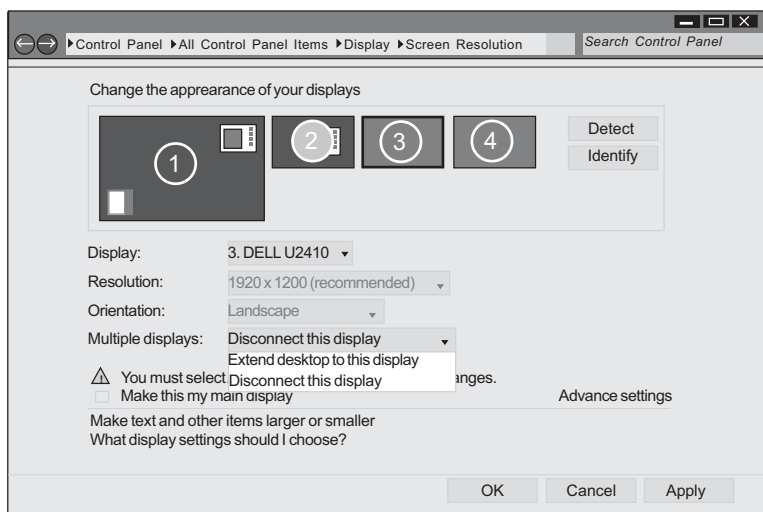 Control Panel All Control Panel Items Display Screen Resolution Search Control Panel
Change the apprearance of your displays
1 2 3 4
Detect
Identify
Display: 3. DELL U2410
Resolution: 1920 x 1200 (recommended)
Orientation: Landscape
Multiple displays: Disconnect this display
Extend desktop to this display
Disconnect this display
You must select anges.
Make this my main display Advance settings
Make text and other items larger or smaller
What display settings should I choose?
OK Cancel Apply